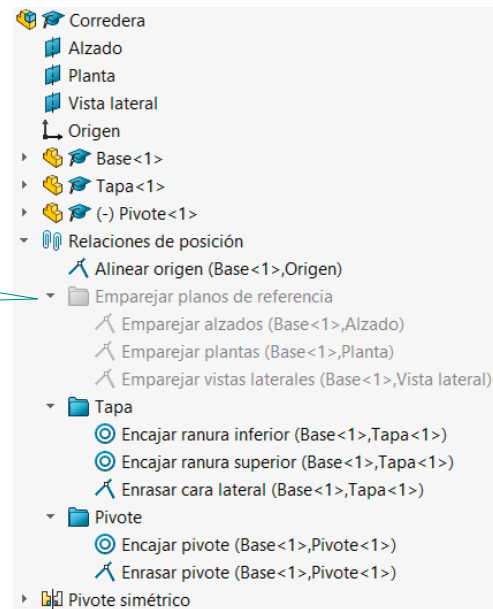 Corredera
Alzado
Planta
Vista lateral
Origen
Base<1>
Tapa<1>
(-) Pivote<1>
Relaciones de posición
Alinear origen (Base<1>,Origen)
Emparejar planos de referencia
Emparejar alzados (Base<1>,Alzado)
Emparejar plantas (Base<1>,Planta)
Emparejar vistas laterales (Base<1>,Vista lateral)
Tapa
Encajar ranura inferior (Base<1>,Tapa<1>)
Encajar ranura superior (Base<1>,Tapa<1>)
Enrasar cara lateral (Base<1>,Tapa<1>)
Pivote
Encajar pivote (Base<1>,Pivote<1>)
Enrasar pivote (Base<1>,Pivote<1>)
Pivote simétrico